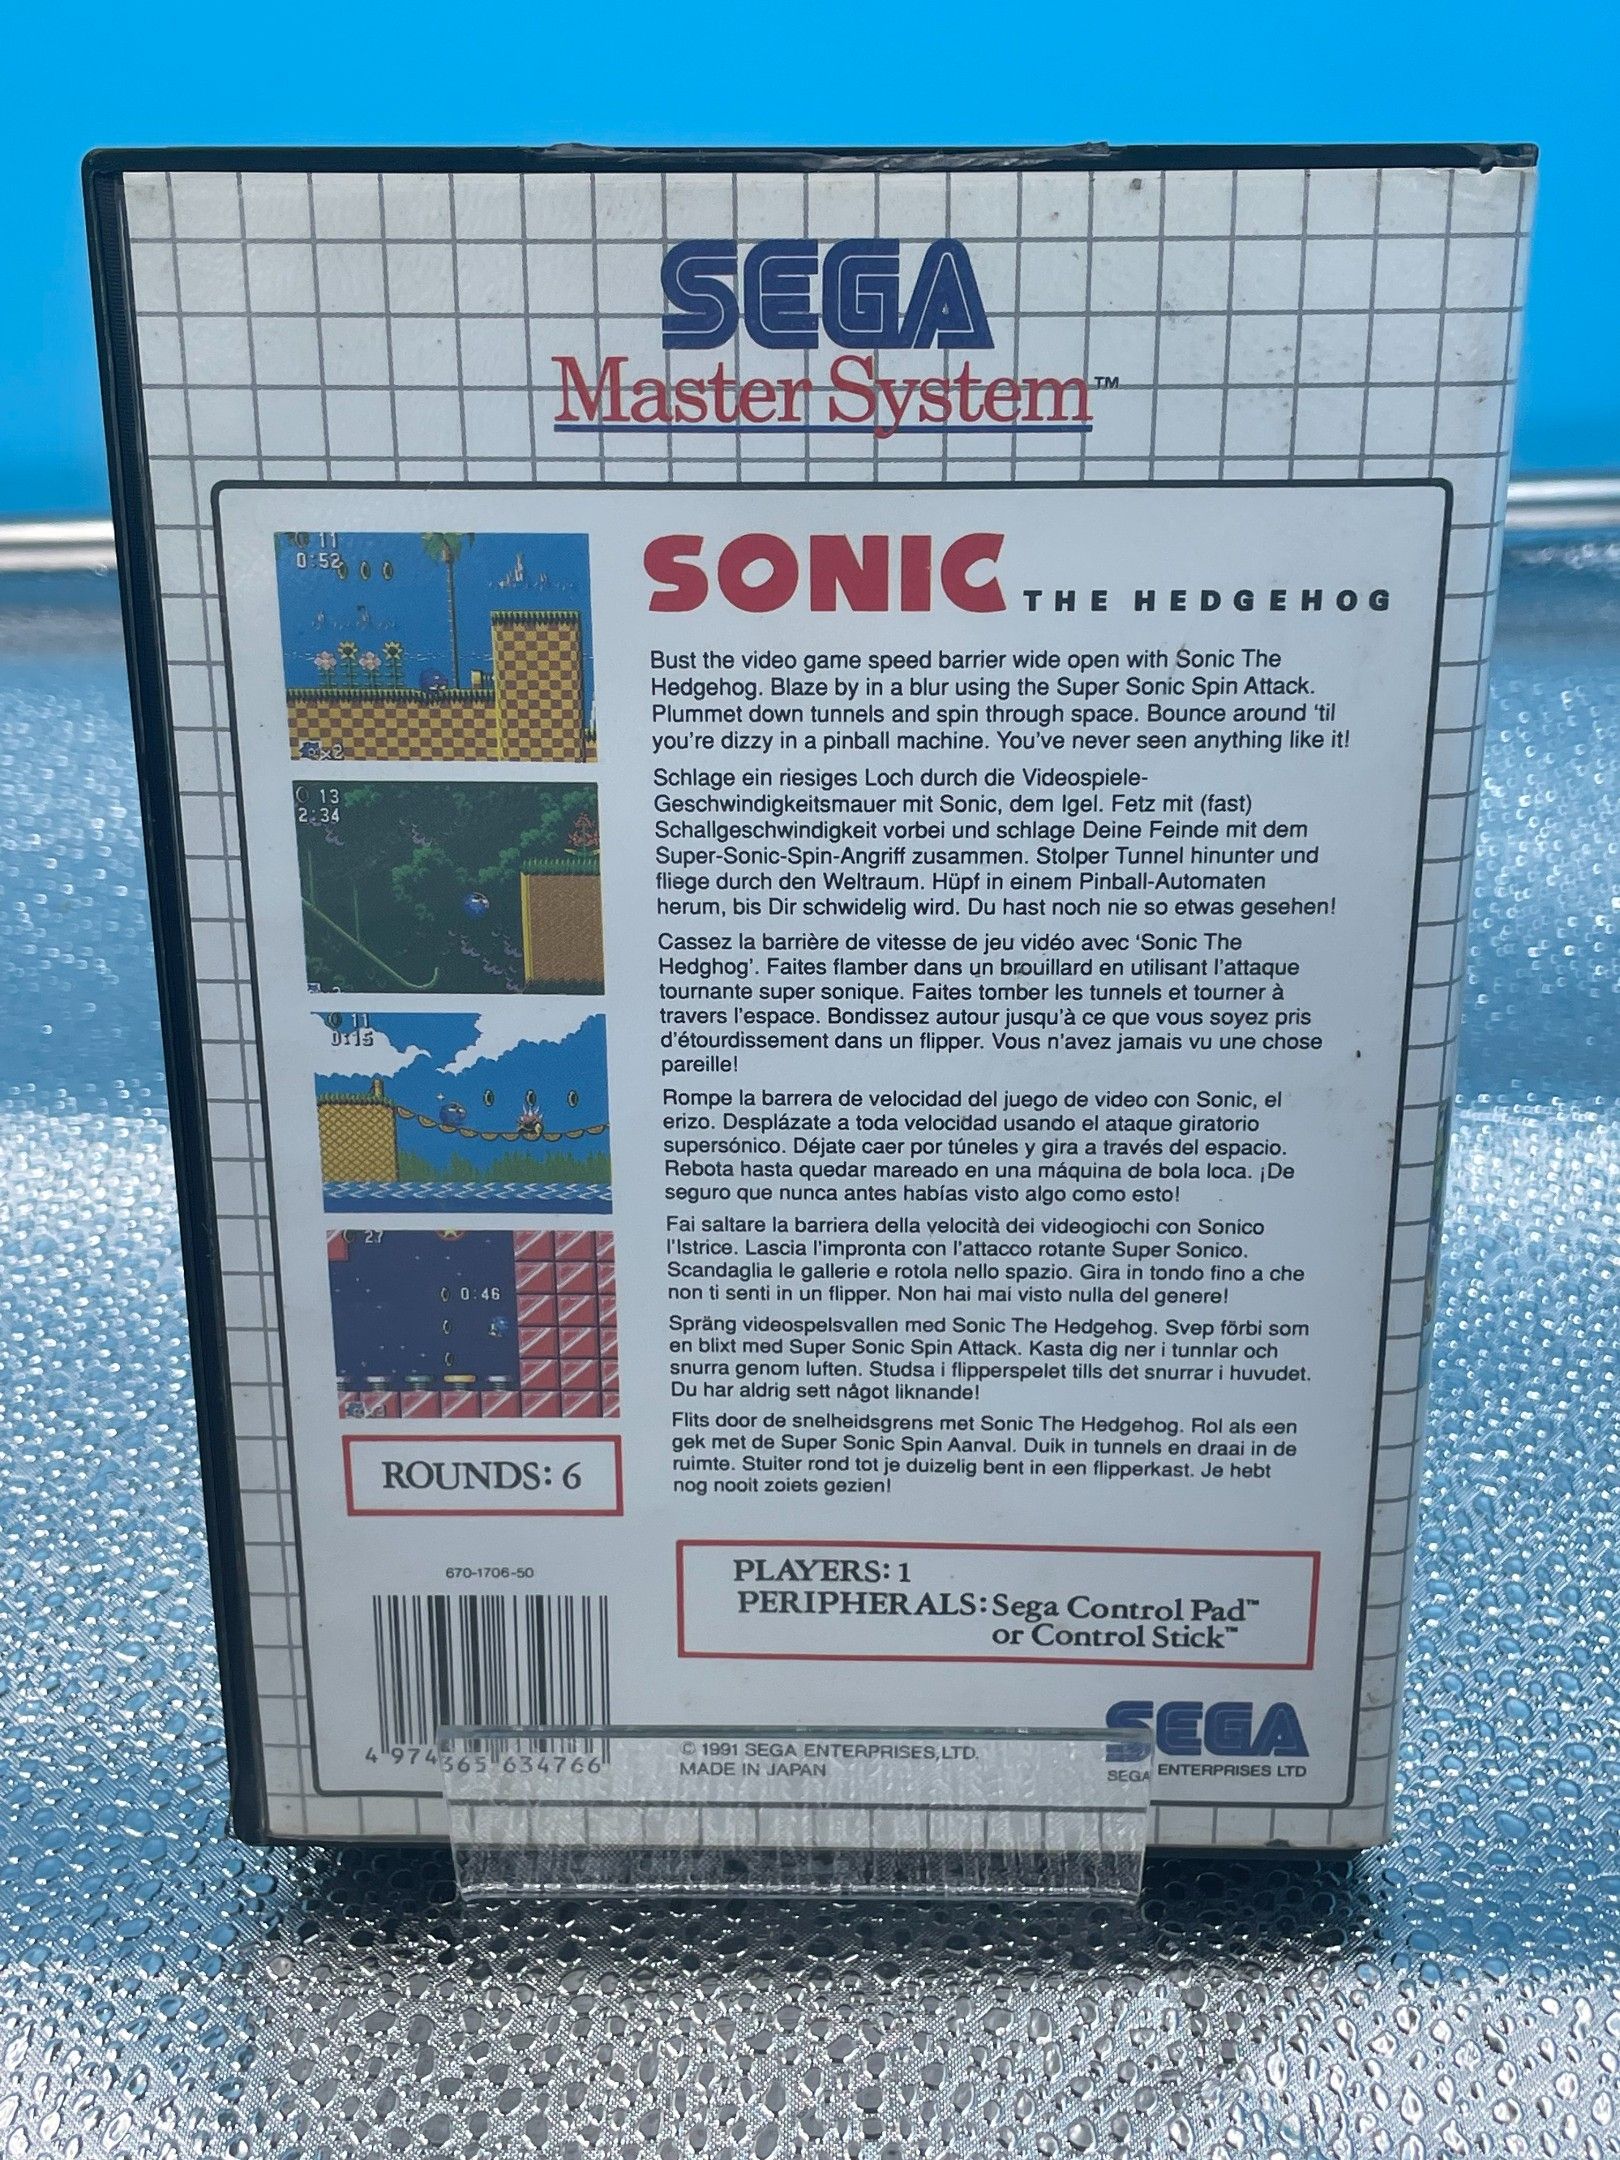 SEGA
Master System™
SONIC THE HEDGEHOG
11
0:52
x2
13
2:34
11
0:15
27
0:46
Bust the video game speed barrier wide open with Sonic The
Hedgehog. Blaze by in a blur using the Super Sonic Spin Attack.
Plummet down tunnels and spin through space. Bounce around ‘til
you're dizzy in a pinball machine. You've never seen anything like it!
Schlage ein riesiges Loch durch die Videospiele-
Geschwindigkeitsmauer mit Sonic, dem Igel. Fetz mit (fast)
Schallgeschwindigkeit vorbei und schlage Deine Feinde mit dem
Super-Sonic-Spin-Angriff zusammen. Stolper Tunnel hinunter und
fliege durch den Weltraum. Hüpf in einem Pinball-Automaten
herum, bis Dir schwidelig wird. Du hast noch nie so etwas gesehen!
Cassez la barrière de vitesse de jeu vidéo avec ‘Sonic The
Hedghog’. Faites flamber dans un brouillard en utilisant l'attaque
tournante super sonique. Faites tomber les tunnels et tourner à
travers l'espace. Bondissez autour jusqu'à ce que vous soyez pris
d'étourdissement dans un flipper. Vous n'avez jamais vu une chose
pareille!
Rompe la barrera de velocidad del juego de video con Sonic, el
erizo. Desplázate a toda velocidad usando el ataque giratorio
supersónico. Déjate caer por túneles y gira a través del espacio.
Rebota hasta quedar mareado en una máquina de bola loca. ¡De
seguro que nunca antes habías visto algo como esto!
Fai saltare la barriera della velocità dei videogiochi con Sonico
l'Istrice. Lascia l'impronta con l'attacco rotante Super Sonico.
Scandaglia le gallerie e rotola nello spazio. Gira in tondo fino a che
non ti senti in un flipper. Non hai mai visto nulla del genere!
Spräng videospelsvallen med Sonic The Hedgehog. Svep förbi som
en blixt med Super Sonic Spin Attack. Kasta dig ner i tunnlar och
snurra genom luften. Studsa i flipperspelet tills det snurrar i huvudet.
Du har aldrig sett något liknande!
Flits door de snelheidsgrens met Sonic The Hedgehog. Rol als een
gek met de Super Sonic Spin Aanval. Duik in tunnels en draai in de
ruimte. Stuiter rond tot je duizelig bent in een flipperkast. Je hebt
nog nooit zoiets gezien!
ROUNDS: 6
PLAYERS: 1
PERIPHERALS: Sega Control Pad™
or Control Stick™
670-1706-50
4 974365 634766
© 1991 SEGA ENTERPRISES, LTD.
MADE IN JAPAN
SEGA
SEGA ENTERPRISES LTD